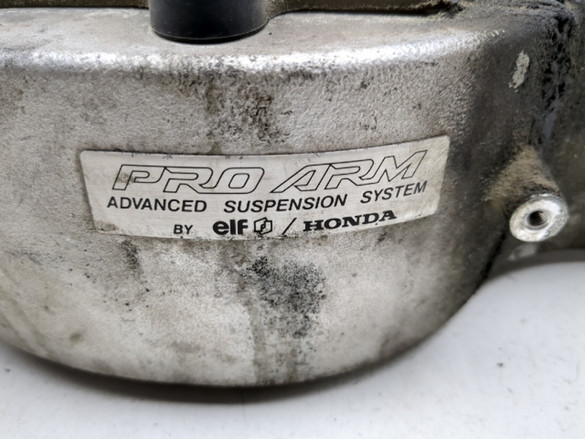 PRO ARM
ADVANCED SUSPENSION SYSTEM
BY elf / HONDA